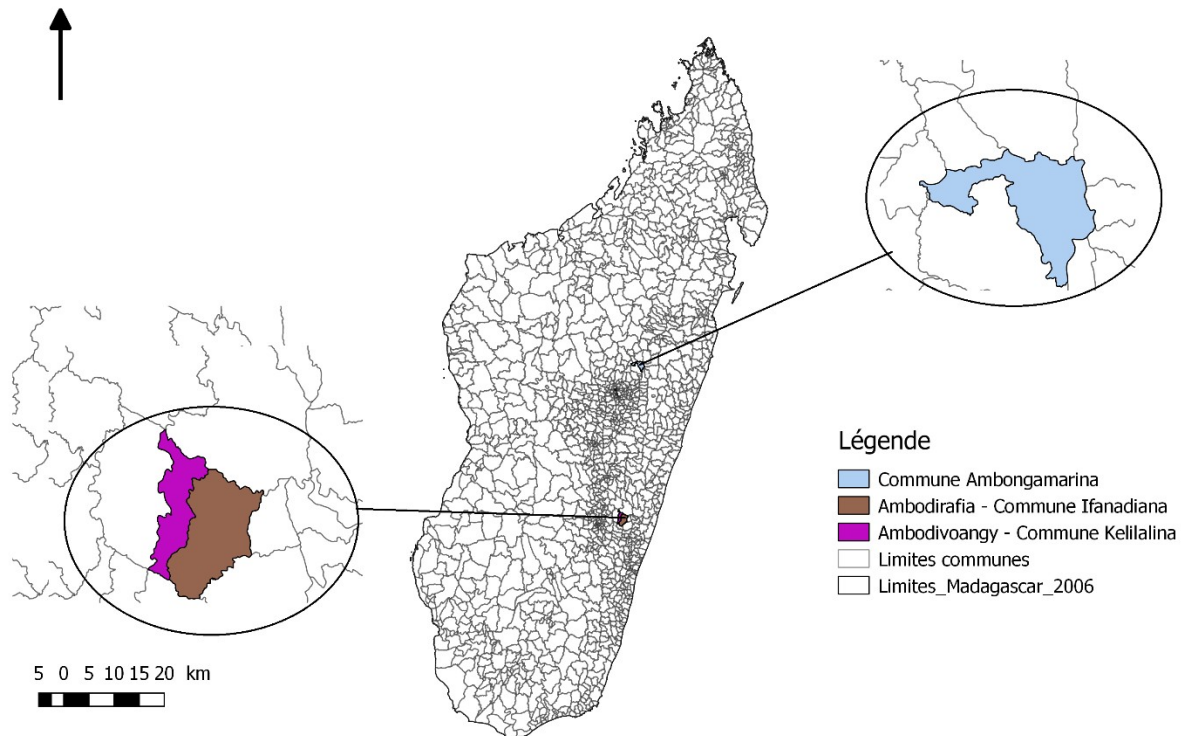 Légende
Commune Ambongamarina
Ambodirafia - Commune Ifanadiana
Ambodivoangy - Commune Kelilalina
Limites communes
Limites_Madagascar_2006
5 0 5 10 15 20 km